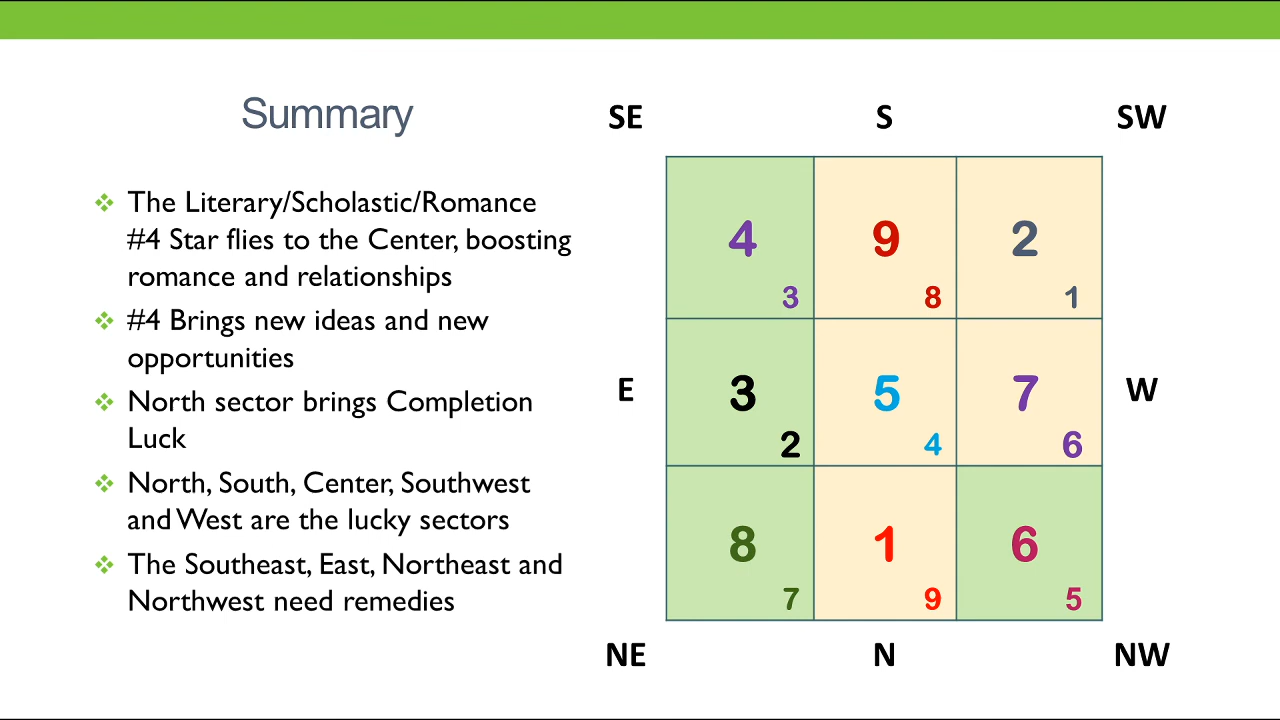 Summary
The Literary/Scholastic/Romance
#4 Star flies to the Center, boosting
romance and relationships
#4 Brings new ideas and new
opportunities
North sector brings Completion
Luck
North, South, Center, Southwest
and West are the lucky sectors
The Southeast, East, Northeast and
Northwest need remedies
SE S SW
4 9 2
3 8 1
E 3 5 7 W
2 4 6
8 1 6
7 9 5
NE N NW